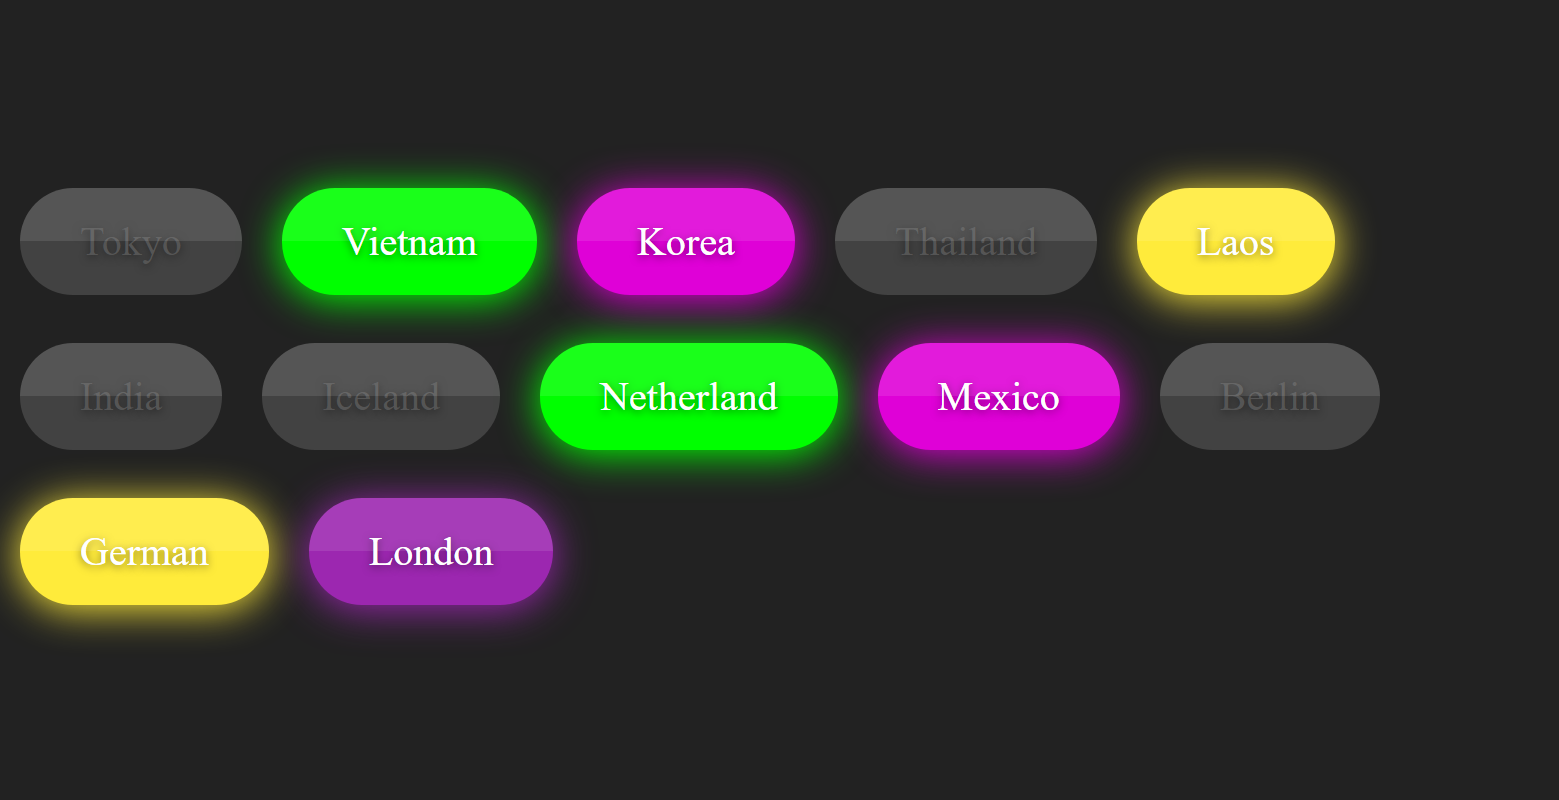 Tokyo Vietnam Korea Thailand Laos
India Iceland Netherland Mexico Berlin
German London